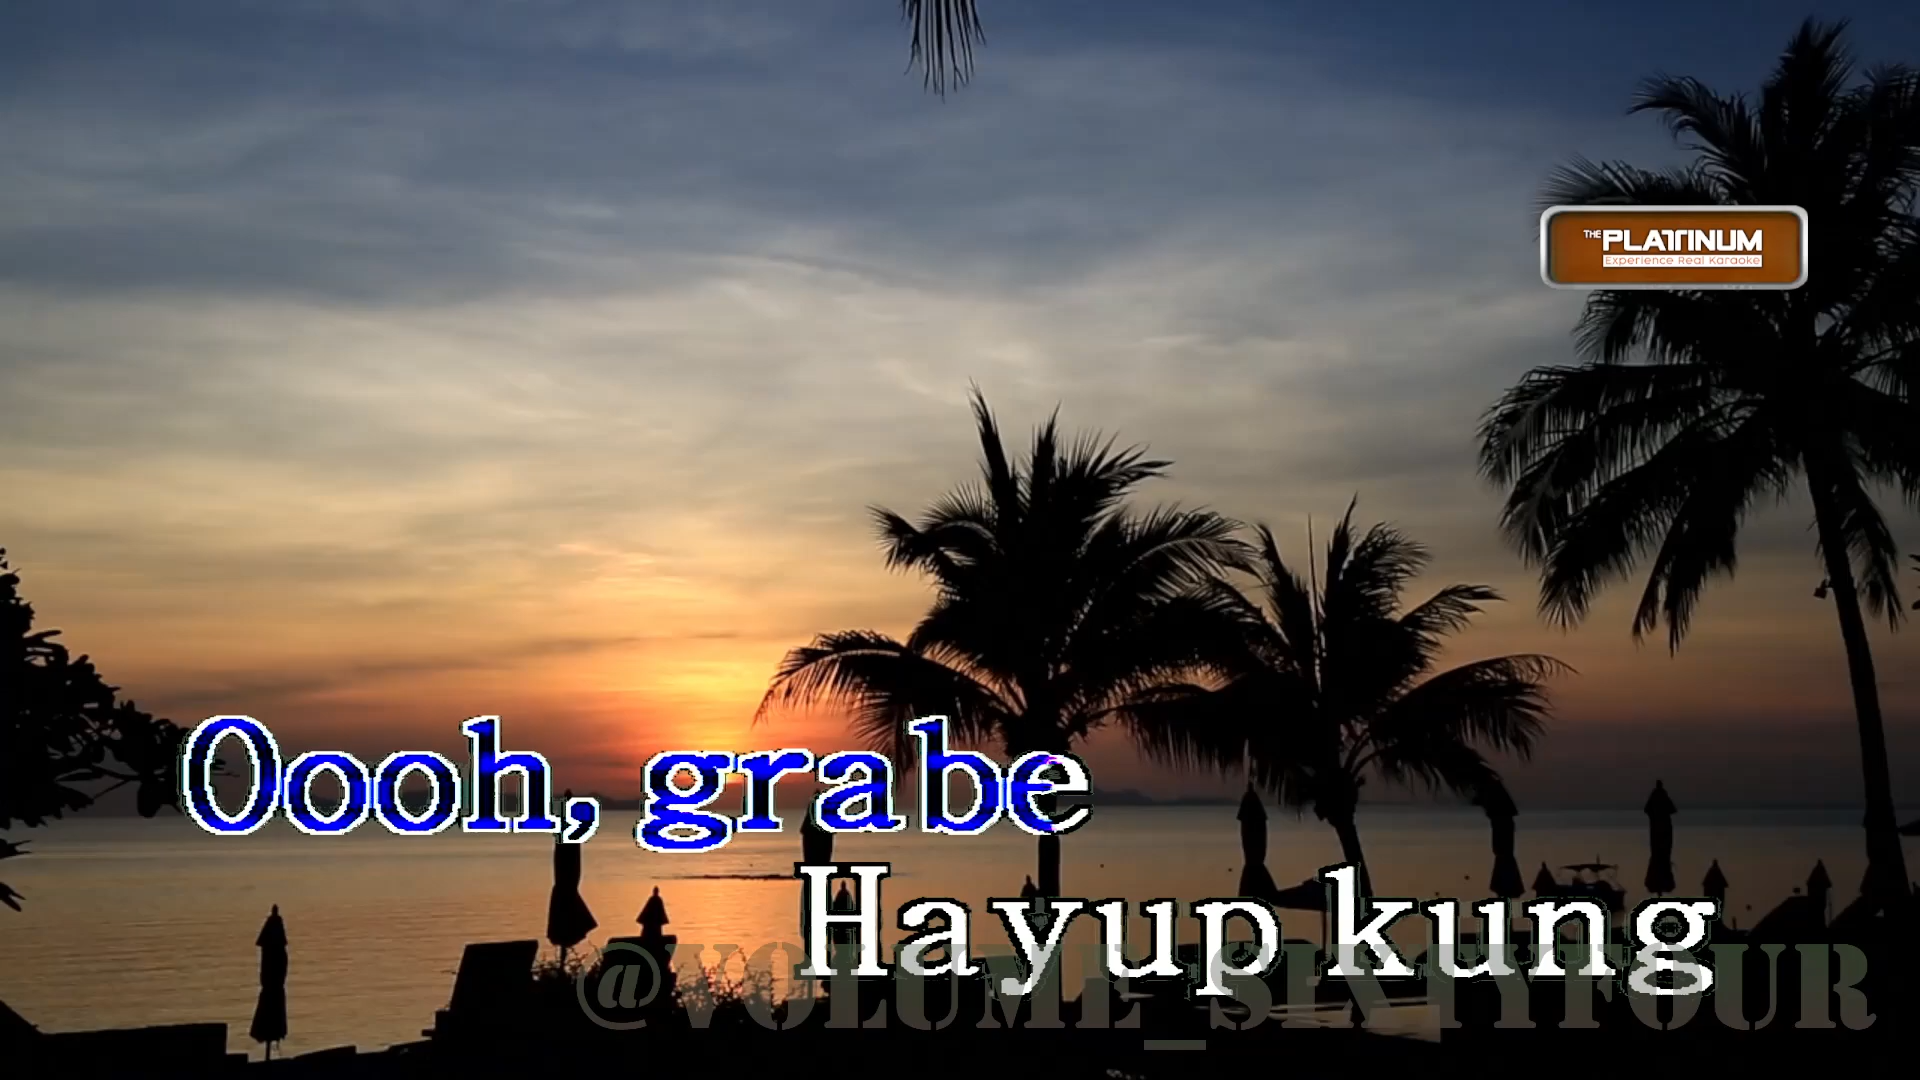 THE PLATINUM
Experience Real Karaoke
Oooh, grabe
Hayup kung
@VOLUME_SIXTYFOUR